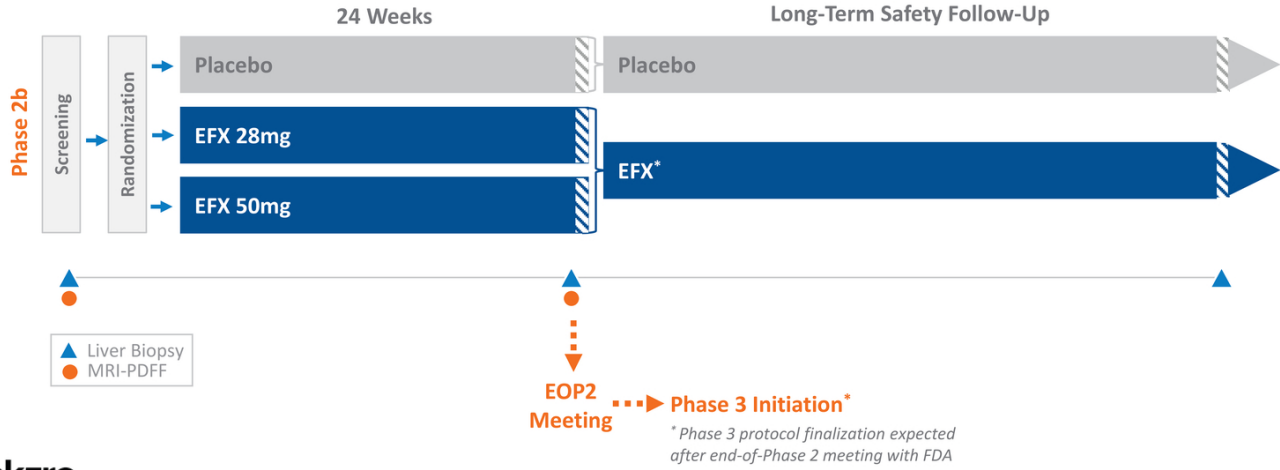 24 Weeks
Long-Term Safety Follow-Up
Phase 2b
Screening
Randomization
Placebo
Placebo
EFX 28mg
EFX*
EFX 50mg
Liver Biopsy
MRI-PDFF
EOP2
Meeting
Phase 3 Initiation*
* Phase 3 protocol finalization expected
after end-of-Phase 2 meeting with FDA